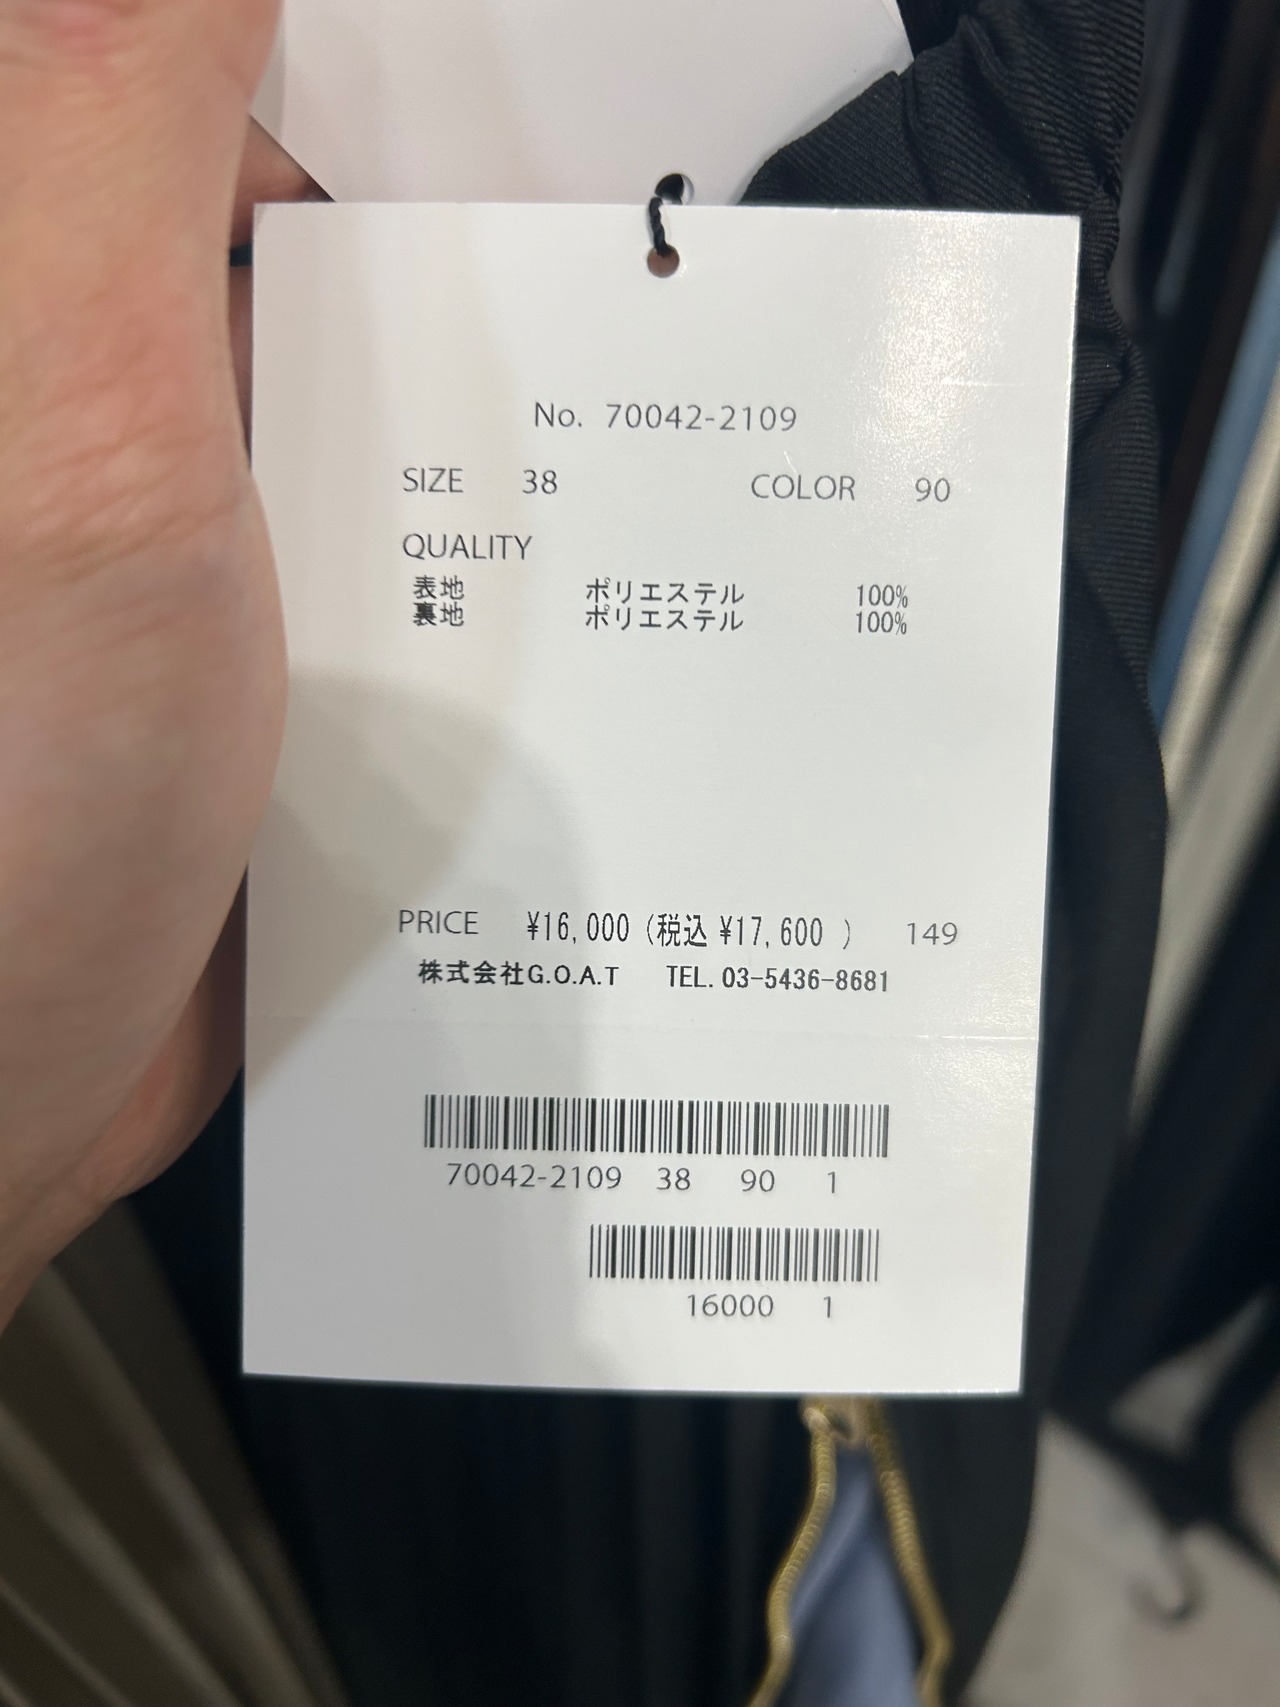 No. 70042-2109
SIZE 38 COLOR 90
QUALITY
表地 ポリエステル 100%
裏地 ポリエステル 100%
PRICE ¥16,000 (税込 ¥17,600 ) 149
株式会社G.O.A.T TEL. 03-5436-8681
70042-2109 38 90 1
16000 1